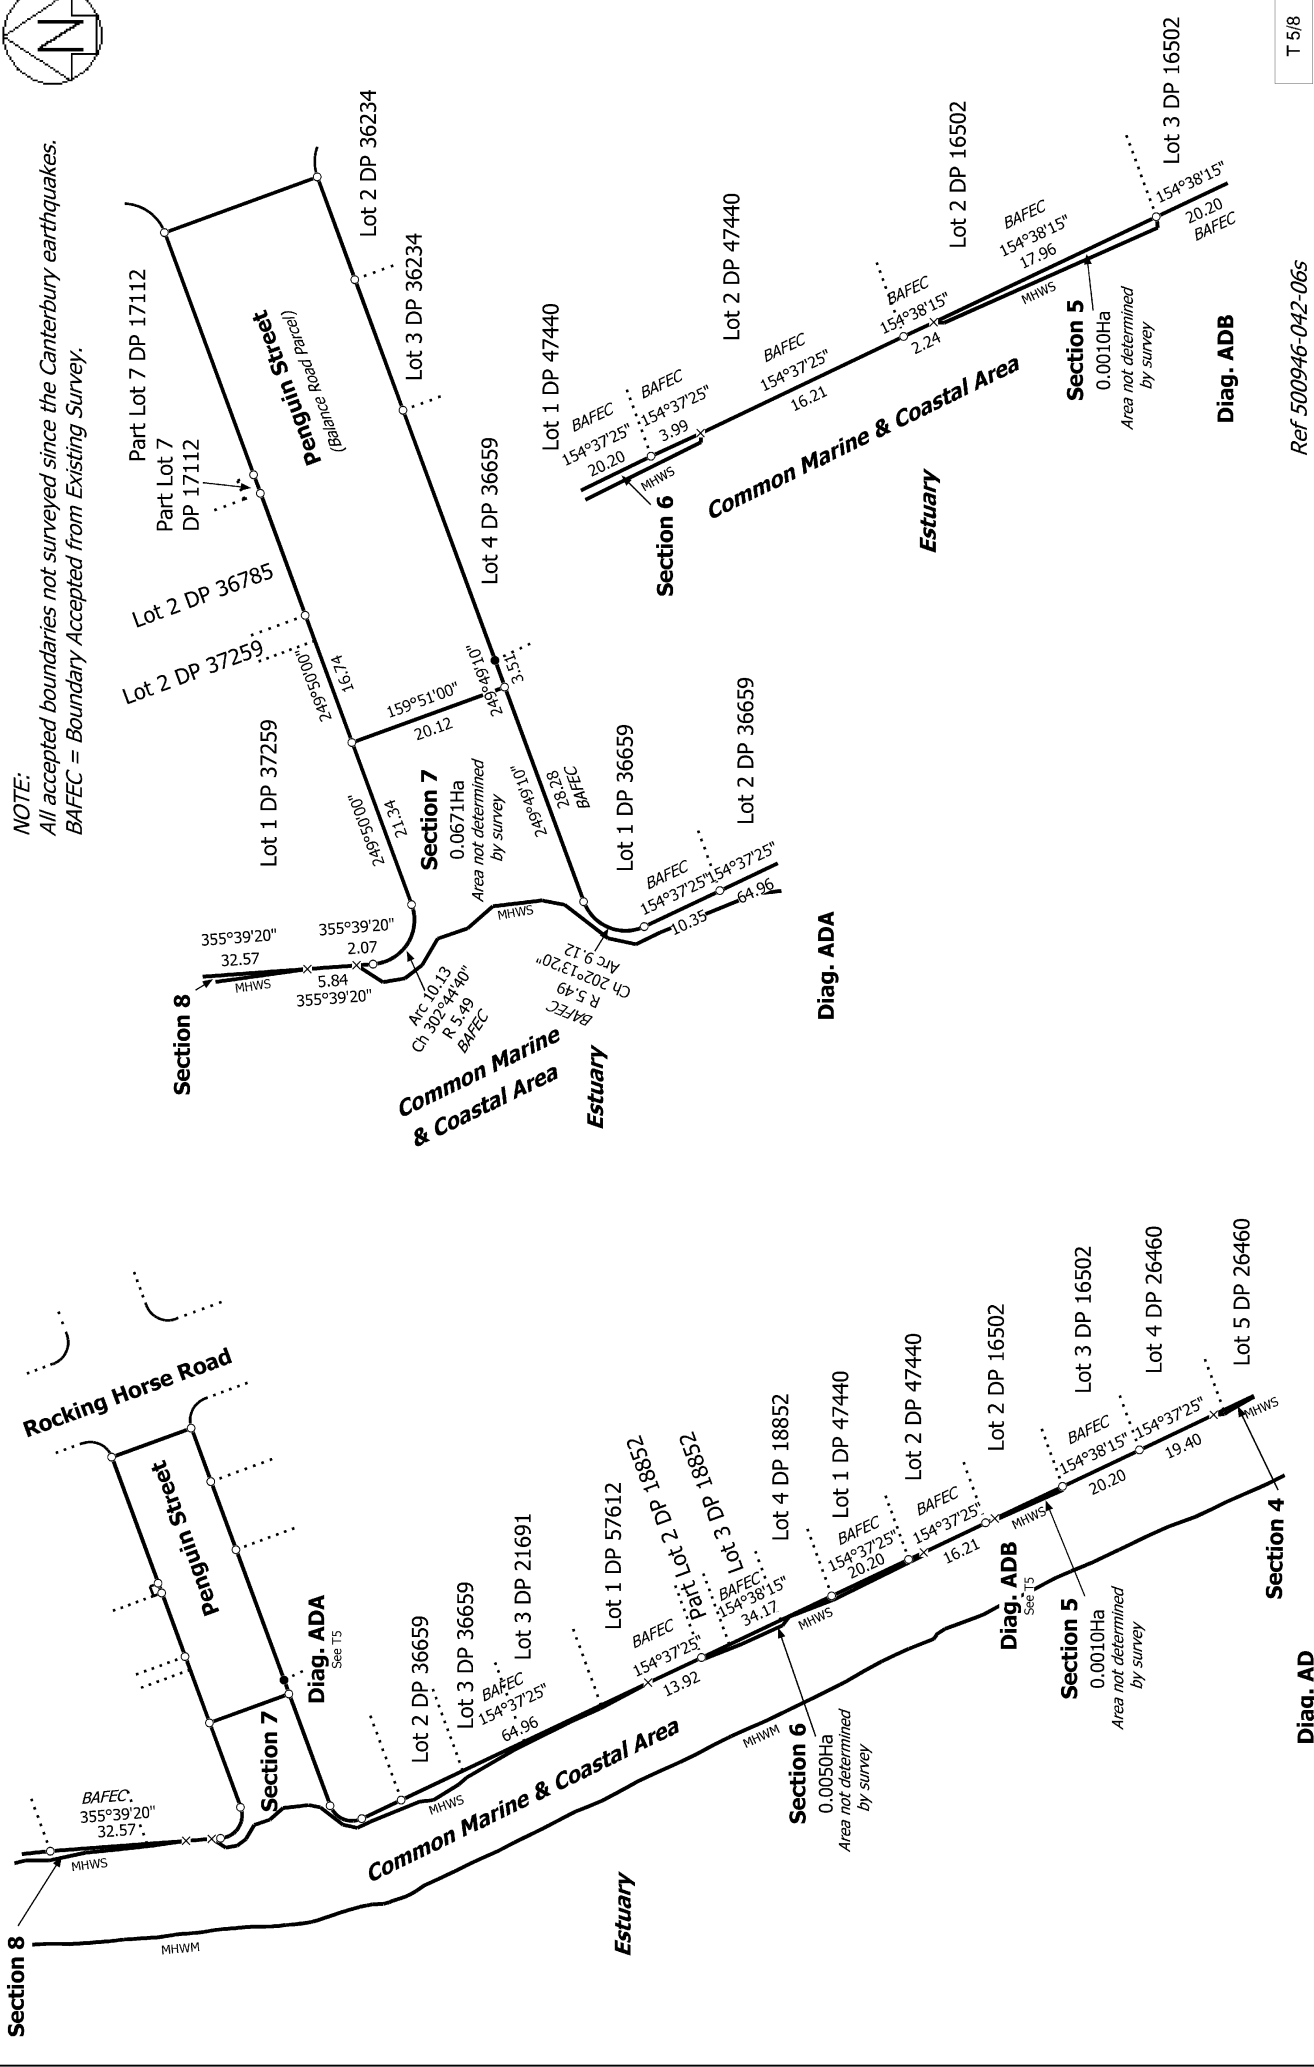 N
NOTE:
All accepted boundaries not surveyed since the Canterbury earthquakes.
BAFEC = Boundary Accepted from Existing Survey.
Part Lot 7 DP 17112
Part Lot 7
DP 17112
Lot 2 DP 36785
Lot 2 DP 37259
Lot 1 DP 37259
Penguin Street
(Balance Road Parcel)
Lot 2 DP 36234
Lot 3 DP 36234
Lot 4 DP 36659
249°50'00"
16.74
159°51'00"
20.12
249°49'10"
3.51
249°50'00"
21.34
Section 7
0.0671Ha
Area not determined
by survey
249°49'10"
28.28
BAFEC
Lot 1 DP 36659
Lot 2 DP 36659
BAFEC
154°37'25"
10.35
154°37'25"
64.96
MHWS
355°39'20"
32.57
MHWS
355°39'20"
2.07
5.84
355°39'20"
Section 8
Arc 10.13
Ch 302°44'40"
R 5.49
BAFEC
Arc 9.12
Ch 202°13'20"
R 5.49
BAFEC
Common Marine
& Coastal Area
Estuary
Diag. ADA
Lot 1 DP 47440
Lot 2 DP 47440
Lot 2 DP 16502
Lot 3 DP 16502
BAFEC
154°37'25"
20.20
BAFEC
154°37'25"
3.99
MHWS
Section 6
BAFEC
154°37'25"
16.21
BAFEC
154°38'15"
2.24
BAFEC
154°38'15"
17.96
MHWS
154°38'15"
20.20
BAFEC
Common Marine & Coastal Area
Estuary
Section 5
0.0010Ha
Area not determined
by survey
Diag. ADB
Ref 500946-042-06s
T 5/8
Rocking Horse Road
Penguin Street
Section 8
MHWS
MHWM
BAFEC
355°39'20"
32.57
Section 7
Diag. ADA
See T5
Lot 2 DP 36659
Lot 3 DP 36659
Lot 3 DP 21691
Lot 1 DP 57612
Part Lot 2 DP 18852
Lot 3 DP 18852
Lot 4 DP 18852
Lot 1 DP 47440
Lot 2 DP 47440
Lot 2 DP 16502
Lot 3 DP 16502
Lot 4 DP 26460
Lot 5 DP 26460
MHWS
BAFEC
154°37'25"
64.96
BAFEC
154°37'25"
13.92
BAFEC
154°38'15"
34.17
MHWS
BAFEC
154°37'25"
20.20
BAFEC
154°37'25"
16.21
MHWS
BAFEC
154°38'15"
20.20
154°37'25"
19.40
MHWS
Common Marine & Coastal Area
MHWM
Estuary
Section 6
0.0050Ha
Area not determined
by survey
Diag. ADB
See T5
Section 5
0.0010Ha
Area not determined
by survey
Section 4
Diag. AD